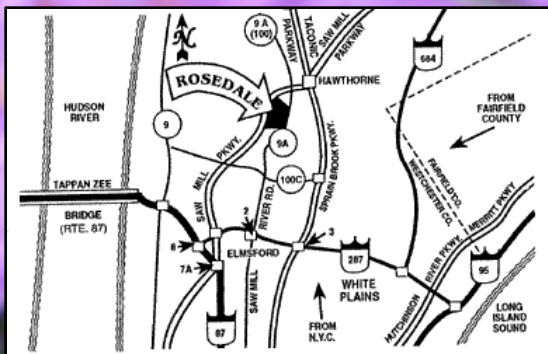 9 A
(100)
TACONIC
PARKWAY
SAW MILL
PARKWAY
N
684
ROSEDALE
HAWTHORNE
HUDSON
RIVER
FROM
FAIRFIELD
COUNTY
9
9A
SAW MILL PKWY.
100C
SPRAIN BROOK PKWY.
FAIRFIELD CO.
WESTCHESTER CO.
TAPPAN ZEE
BRIDGE
(RTE. 87)
SAW MILL RIVER RD.
2
MERRITT PKWY
8
ELMSFORD
3
287
HUTCHINSON RIVER PKWY.
95
7A
WHITE
PLAINS
87
FROM
N.Y.C.
LONG
ISLAND
SOUND